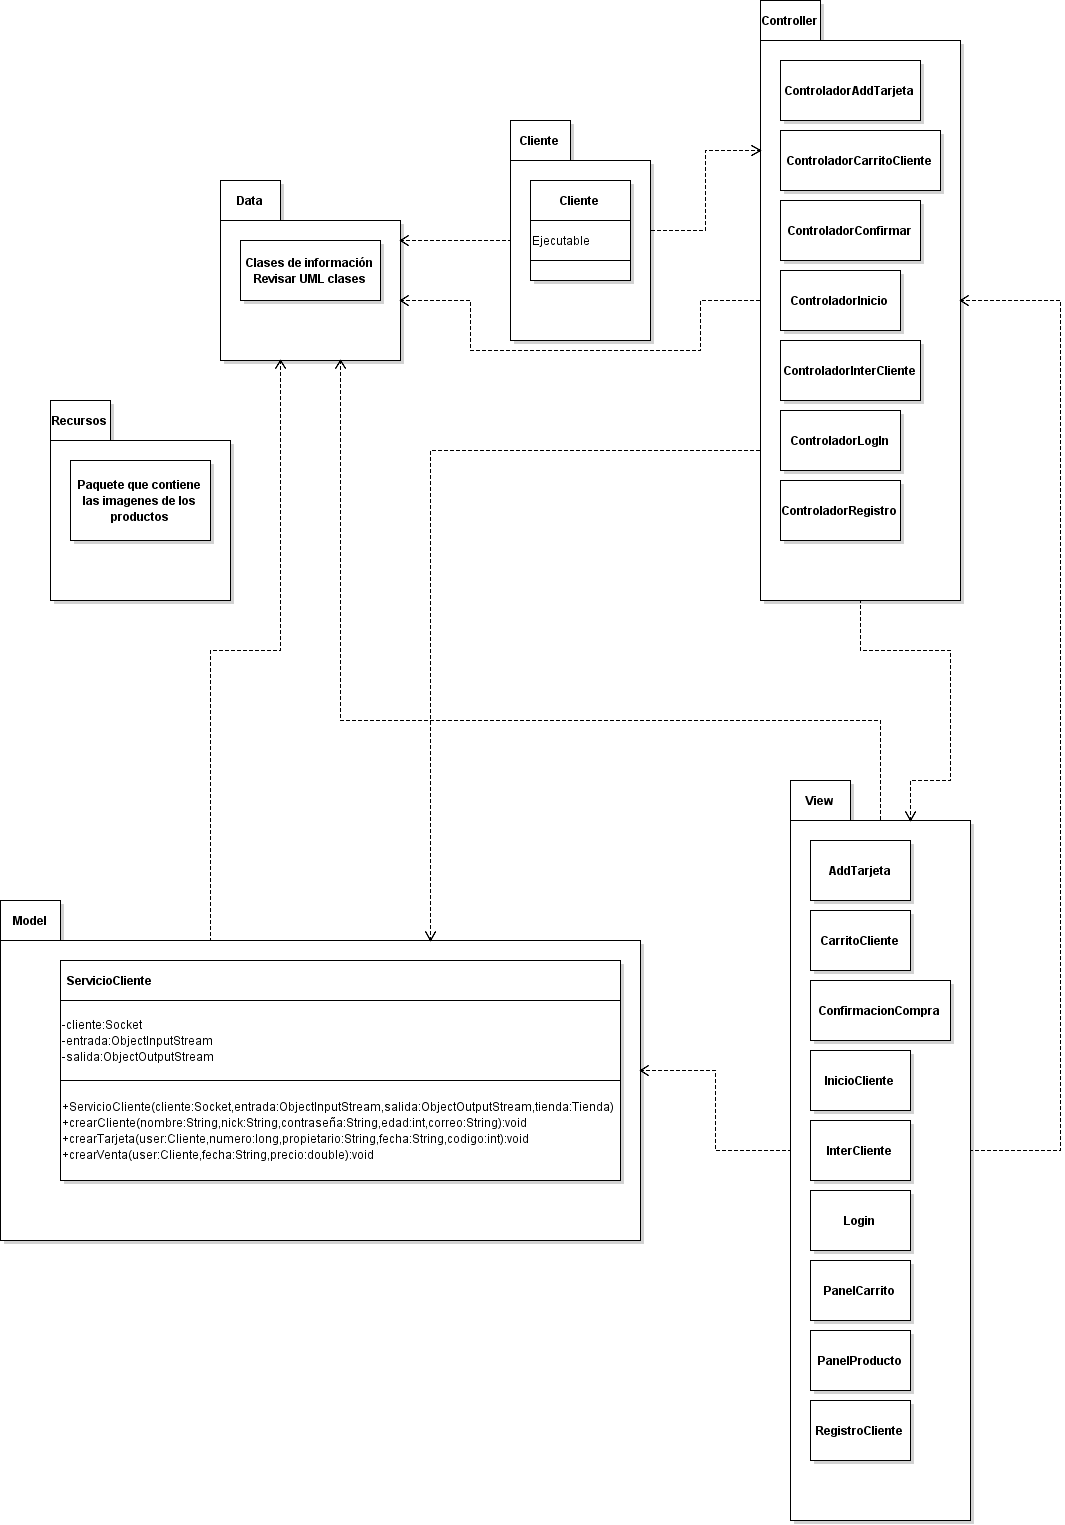 Controller
ControladorAddTarjeta
ControladorCarritoCliente
ControladorConfirmar
ControladorInicio
ControladorInterCliente
ControladorLogIn
ControladorRegistro
Cliente
Cliente
Ejecutable
Data
Clases de información
Revisar UML clases
Recursos
Paquete que contiene
las imagenes de los
productos
View
AddTarjeta
CarritoCliente
ConfirmacionCompra
InicioCliente
InterCliente
Login
PanelCarrito
PanelProducto
RegistroCliente
Model
ServicioCliente
-cliente:Socket
-entrada:ObjectInputStream
-salida:ObjectOutputStream
+ServicioCliente(cliente:Socket,entrada:ObjectInputStream,salida:ObjectOutputStream,tienda:Tienda)
+crearCliente(nombre:String,nick:String,contraseña:String,edad:int,correo:String):void
+crearTarjeta(user:Cliente,numero:long,propietario:String,fecha:String,codigo:int):void
+crearVenta(user:Cliente,fecha:String,precio:double):void